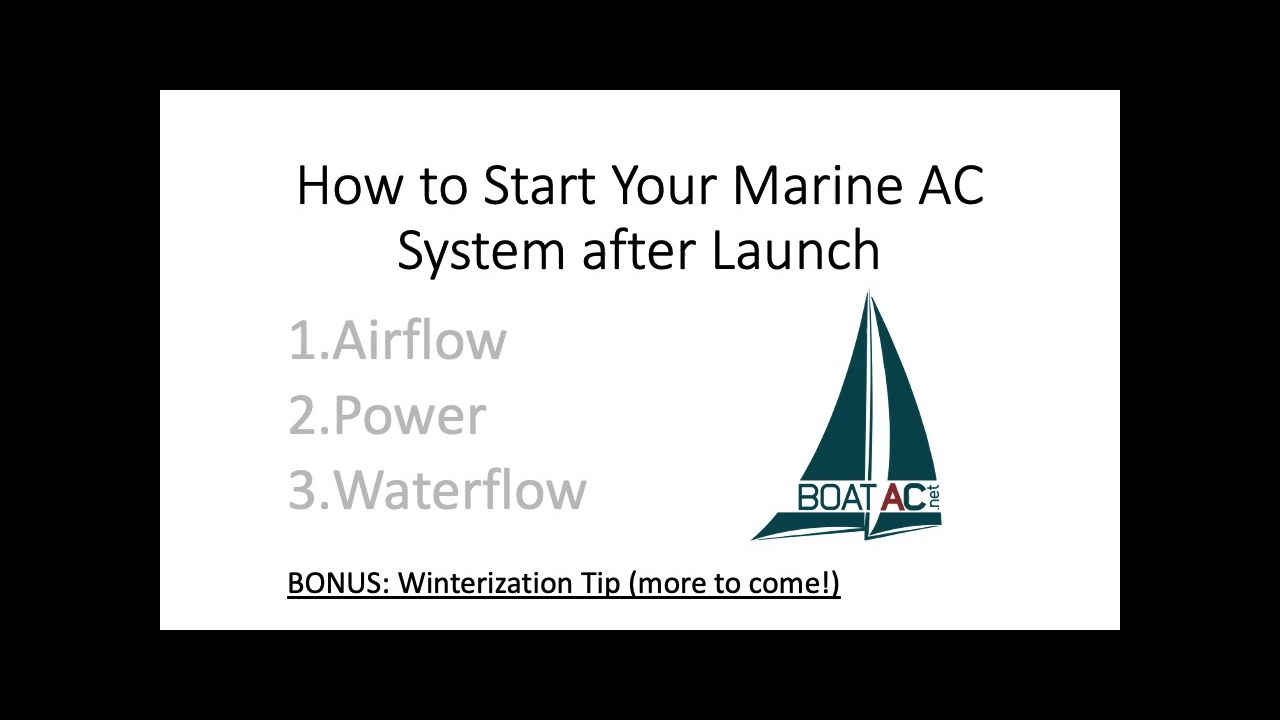 How to Start Your Marine AC
System after Launch
1.Airflow
2.Power
3.Waterflow
BOAT AC.net
BONUS: Winterization Tip (more to come!)